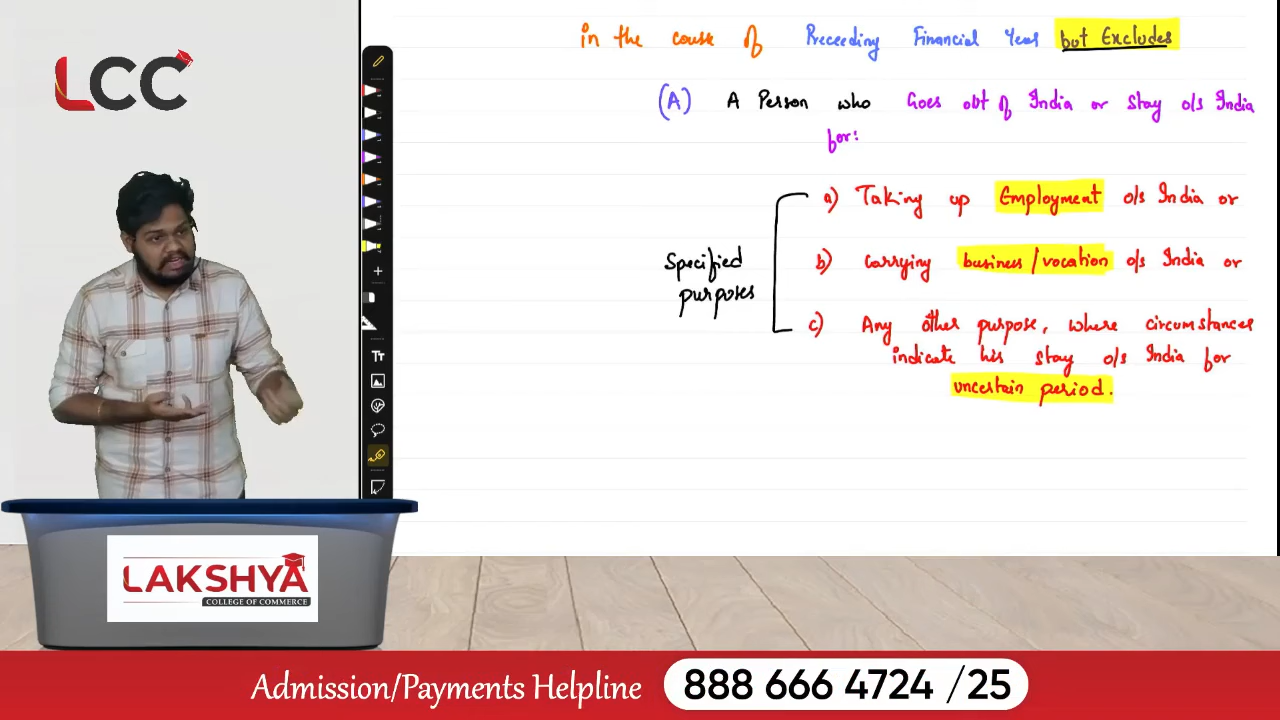 LCC
in the course of Preceeding Financial Year but Excludes
(A) A Person who Goes out of India or stay o/s India
for:
a) Taking up Employment o/s India or
Specified
purposes
b) carrying business/vocation o/s India or
c) Any other purpose, where circumstances
indicate his stay o/s India for
uncertain period.
Tr
LAKSHYA
COLLEGE OF COMMERCE
Admission/Payments Helpline 888 666 4724 /25